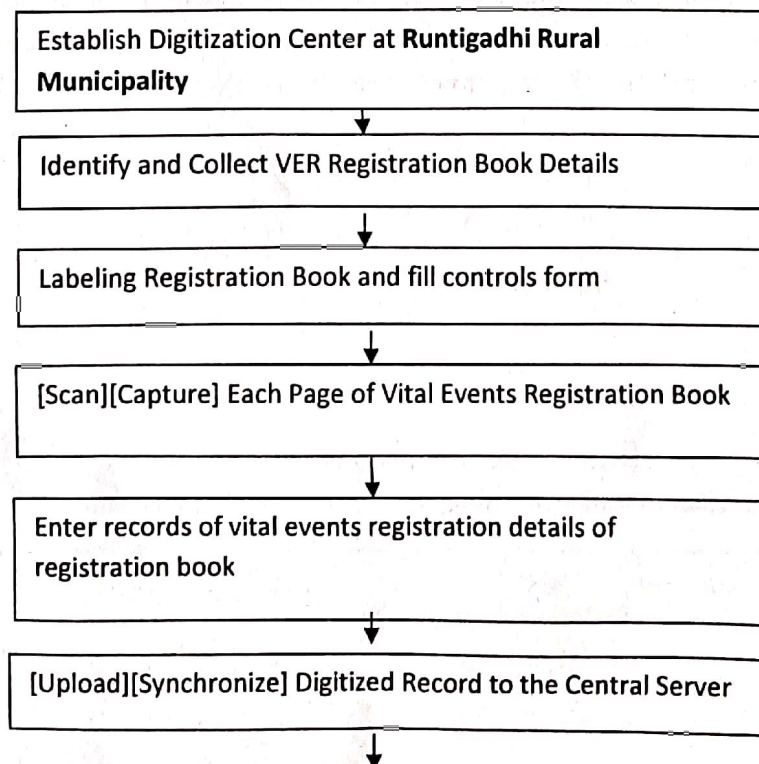 Establish Digitization Center at Runtigadhi Rural
Municipality
Identify and Collect VER Registration Book Details
Labeling Registration Book and fill controls form
[Scan][Capture] Each Page of Vital Events Registration Book
Enter records of vital events registration details of
registration book
[Upload][Synchronize] Digitized Record to the Central Server